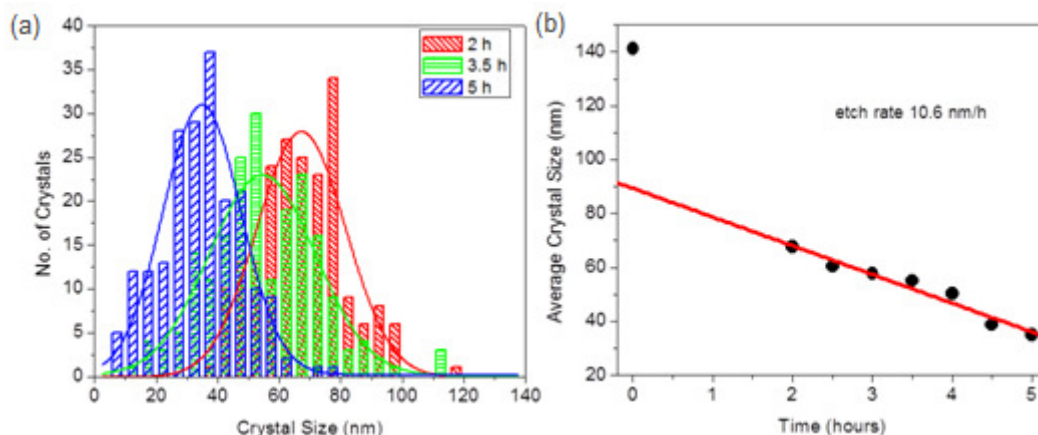 (a)
40
35
30
25
20
15
10
5
0
No. of Crystals
2 h
3.5 h
5 h
0 20 40 60 80 100 120 140
Crystal Size (nm)
(b)
140
120
100
80
60
40
20
Average Crystal Size (nm)
etch rate 10.6 nm/h
0 1 2 3 4 5
Time (hours)